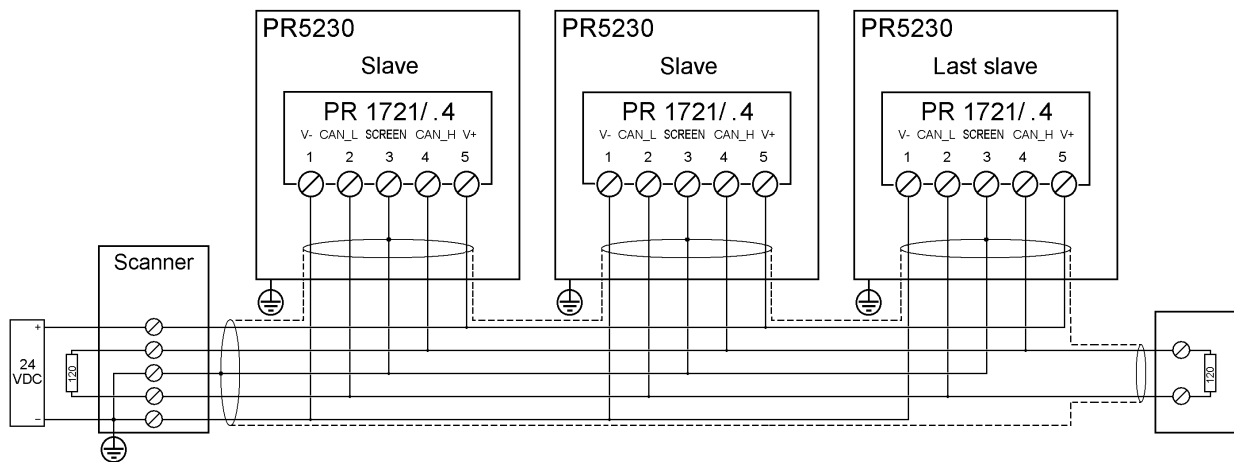 PR5230
Slave
PR 1721/ .4
V- CAN_L SCREEN CAN_H V+
1 2 3 4 5
PR5230
Slave
PR 1721/ .4
V- CAN_L SCREEN CAN_H V+
1 2 3 4 5
PR5230
Last slave
PR 1721/ .4
V- CAN_L SCREEN CAN_H V+
1 2 3 4 5
Scanner
+
24
VDC
−
120
120